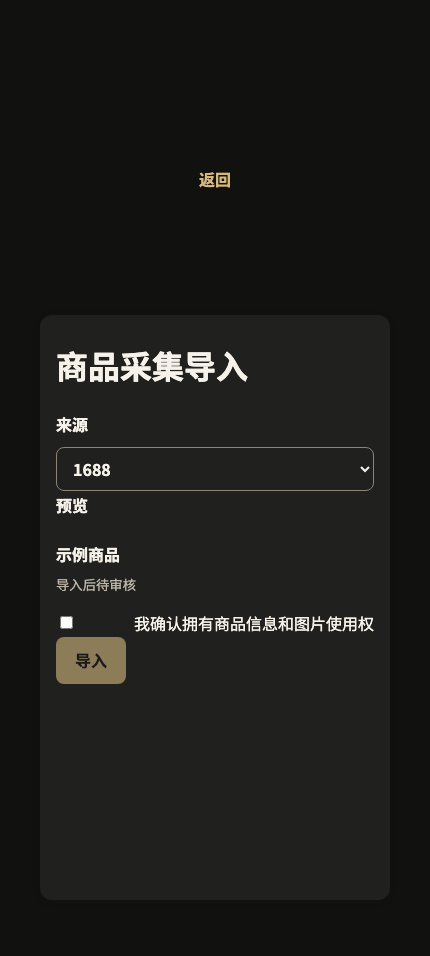 返回
商品采集导入
来源
1688
预览
示例商品
导入后待审核
我确认拥有商品信息和图片使用权
导入